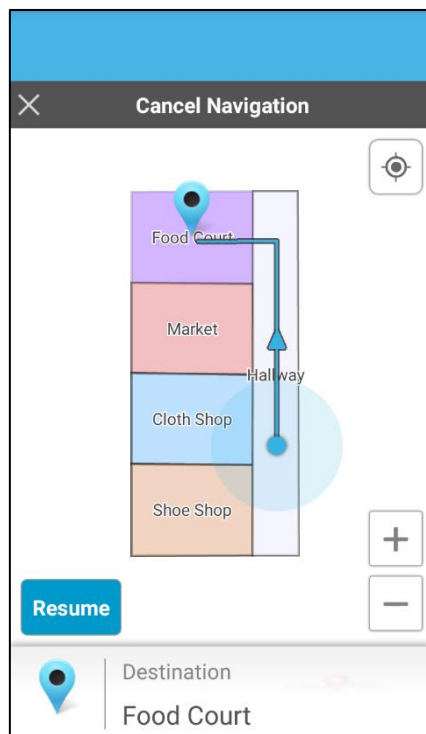 Cancel Navigation
Food Court
Market
Hallway
Cloth Shop
Shoe Shop
+
−
Resume
Destination
Food Court